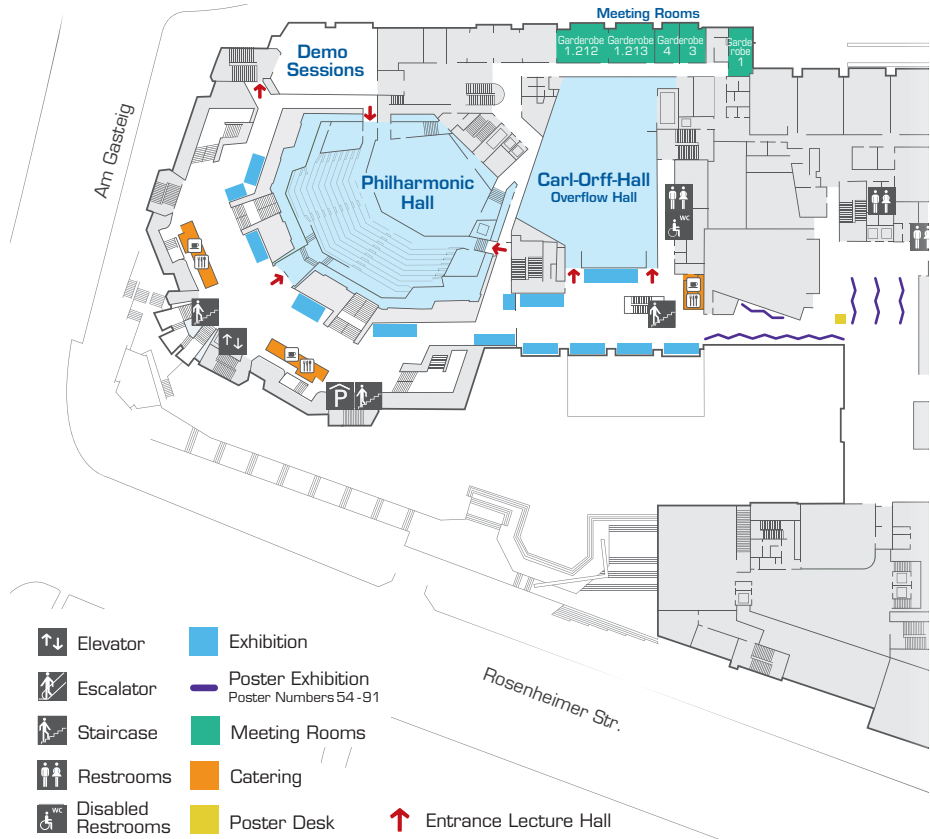 Meeting Rooms
Garderobe
1.212
Garderobe
1.213
Garderobe
4
3
Garde
robe
1
Demo
Sessions
Am Gasteig
Philharmonic
Hall
Carl-Orff-Hall
Overflow Hall
WC
P
Rosenheimer Str.
Elevator
Exhibition
Escalator
Poster Exhibition
Poster Numbers 54-91
Staircase
Meeting Rooms
Restrooms
Catering
WC
Disabled
Restrooms
Poster Desk
Entrance Lecture Hall